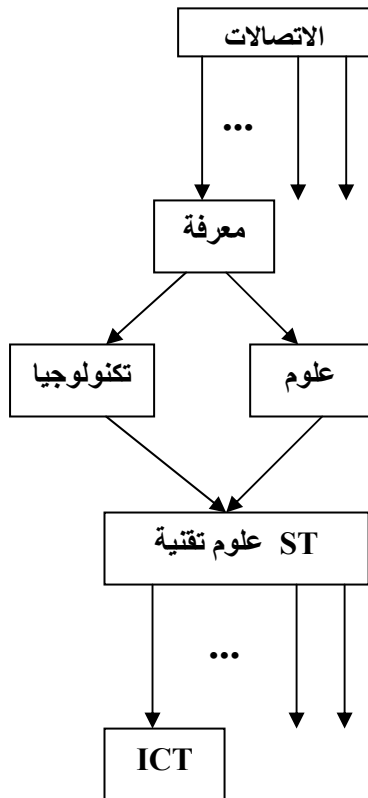 الاتصالات
...
معرفة
علوم
تكنولوجيا
علوم تقنية ST
...
ICT